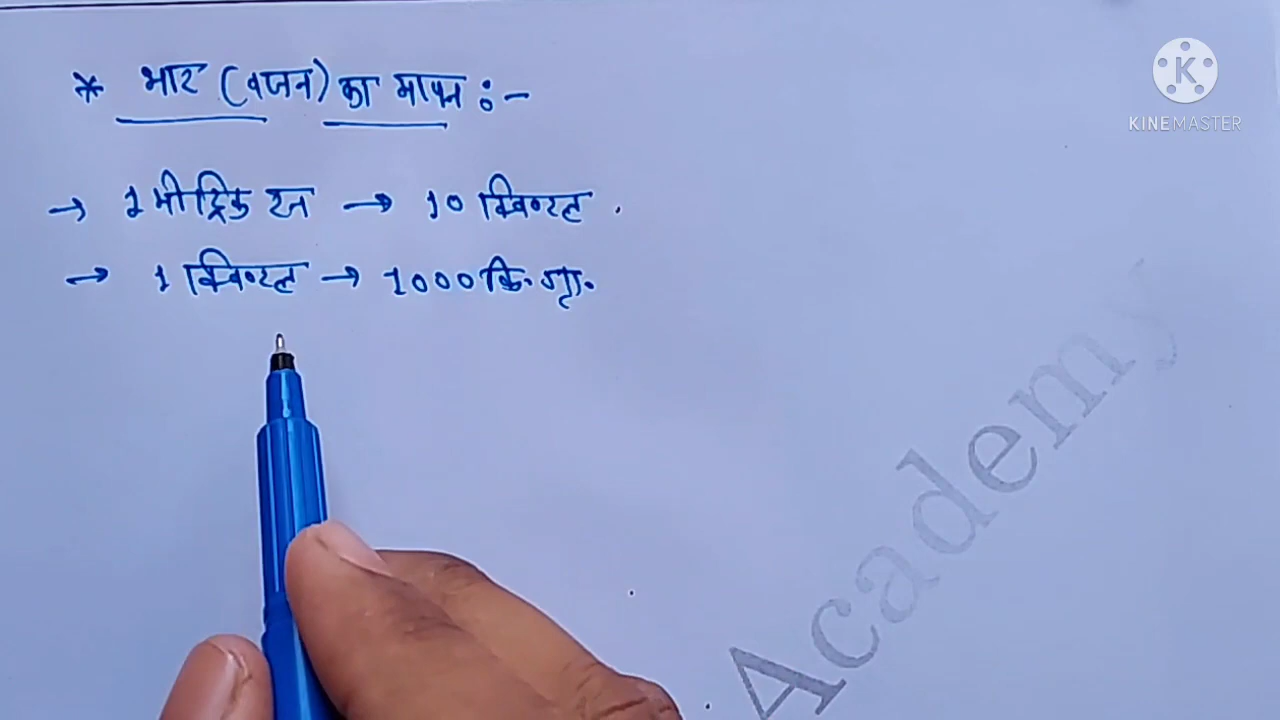 * भार (वजन) का मापन :-
→ 1 मीट्रिक टन → 10 क्विण्टल .
→ 1 क्विण्टल → 1000 कि. ग्रा.
K
KINEMASTER
Academy